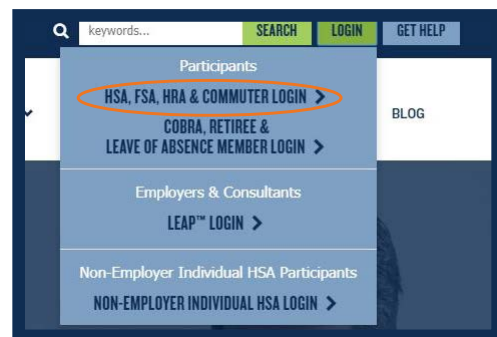 keywords... SEARCH LOGIN GET HELP
Participants
HSA, FSA, HRA & COMMUTER LOGIN
COBRA, RETIREE &
LEAVE OF ABSENCE MEMBER LOGIN
BLOG
Employers & Consultants
LEAP™ LOGIN
Non-Employer Individual HSA Participants
NON-EMPLOYER INDIVIDUAL HSA LOGIN